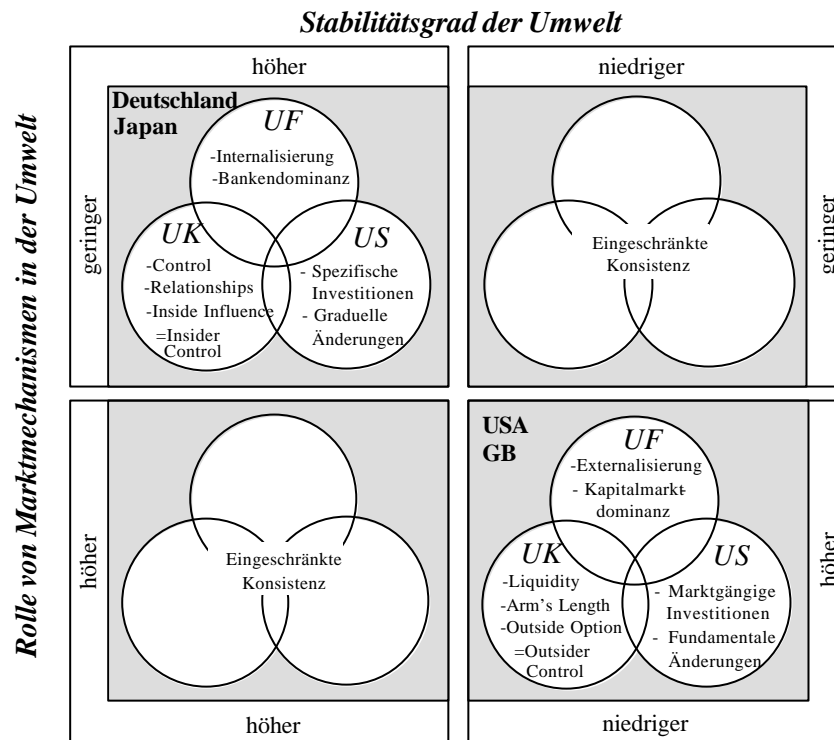 Stabilitätsgrad der Umwelt
höher
niedriger
Rolle von Marktmechanismen in der Umwelt
geringer
Deutschland
Japan
UF
-Internalisierung
-Bankendominanz
UK
-Control
-Relationships
-Inside Influence
=Insider
Control
US
- Spezifische
Investitionen
- Graduelle
Änderungen
Eingeschränkte
Konsistenz
geringer
höher
Eingeschränkte
Konsistenz
USA
GB
UF
-Externalisierung
- Kapitalmarkt-
dominanz
UK
-Liquidity
-Arm's Length
-Outside Option
=Outsider
Control
US
- Marktgängige
Investitionen
- Fundamentale
Änderungen
höher
höher
niedriger